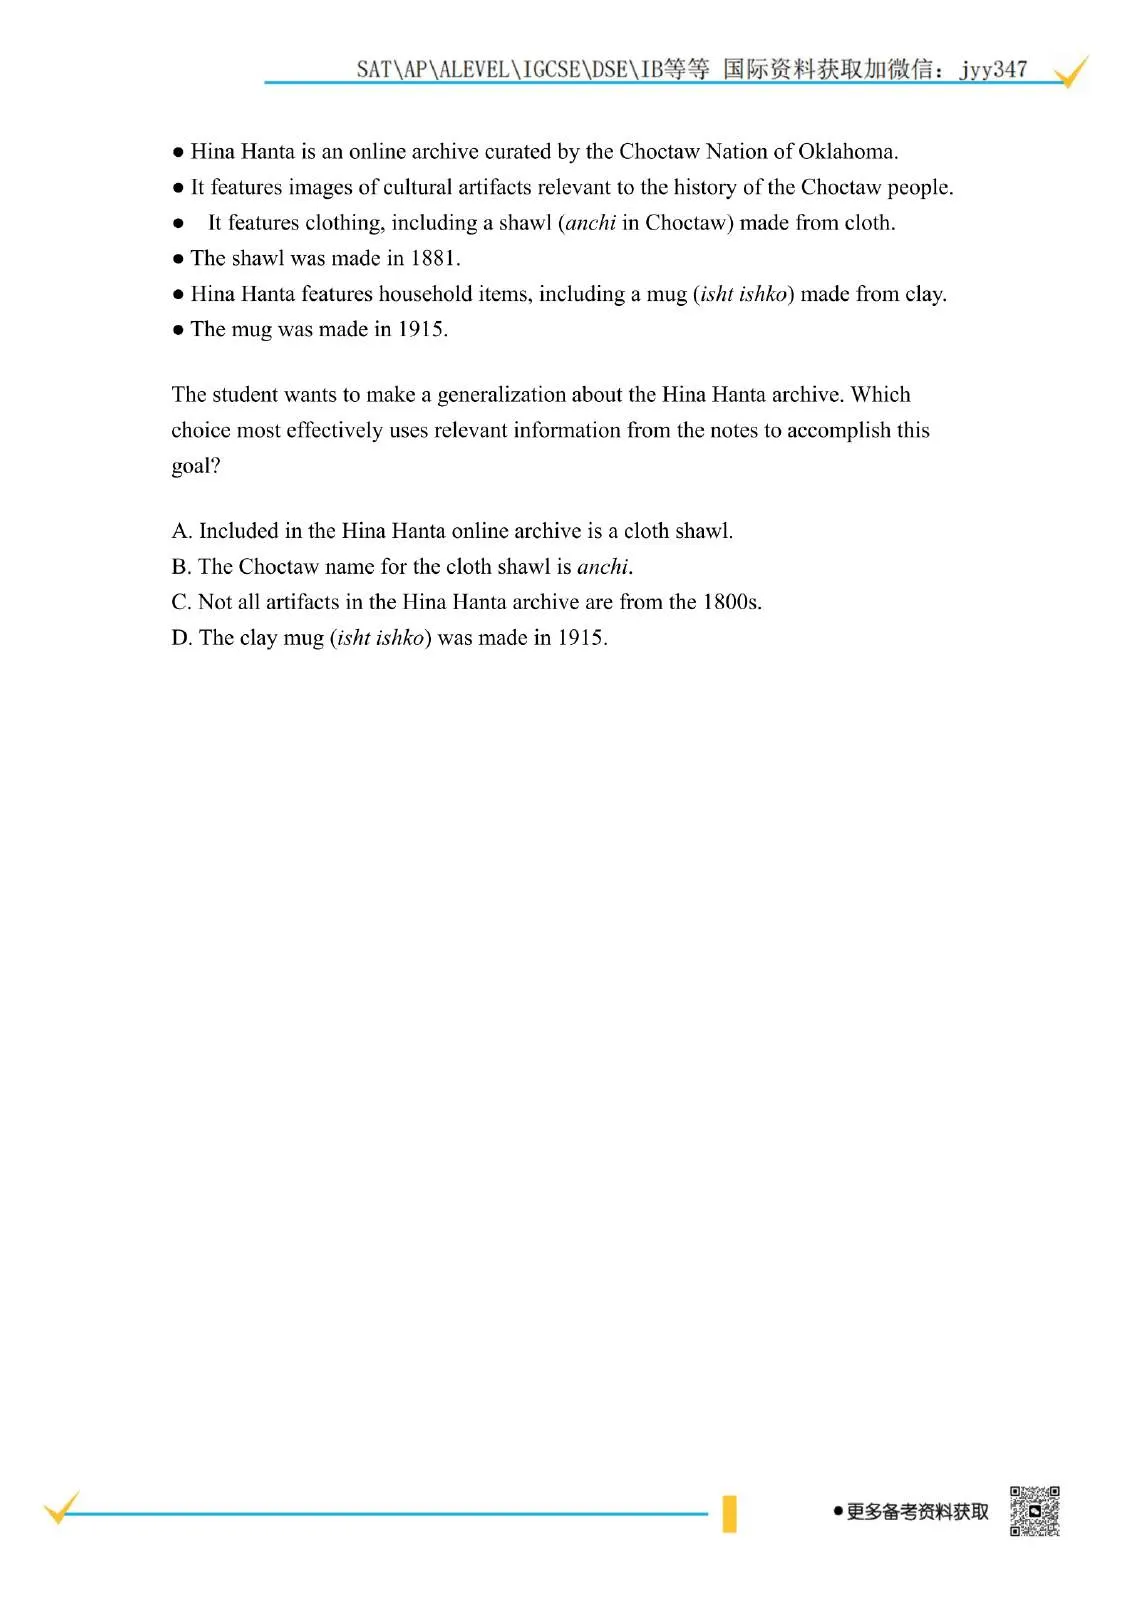 SAT\AP\ALEVEL\IGCSE\DSE\IB等等 国际资料获取加微信：jyy347
● Hina Hanta is an online archive curated by the Choctaw Nation of Oklahoma.
● It features images of cultural artifacts relevant to the history of the Choctaw people.
● It features clothing, including a shawl (anchi in Choctaw) made from cloth.
● The shawl was made in 1881.
● Hina Hanta features household items, including a mug (isht ishko) made from clay.
● The mug was made in 1915.
The student wants to make a generalization about the Hina Hanta archive. Which
choice most effectively uses relevant information from the notes to accomplish this
goal?
A. Included in the Hina Hanta online archive is a cloth shawl.
B. The Choctaw name for the cloth shawl is anchi.
C. Not all artifacts in the Hina Hanta archive are from the 1800s.
D. The clay mug (isht ishko) was made in 1915.
●更多备考资料获取